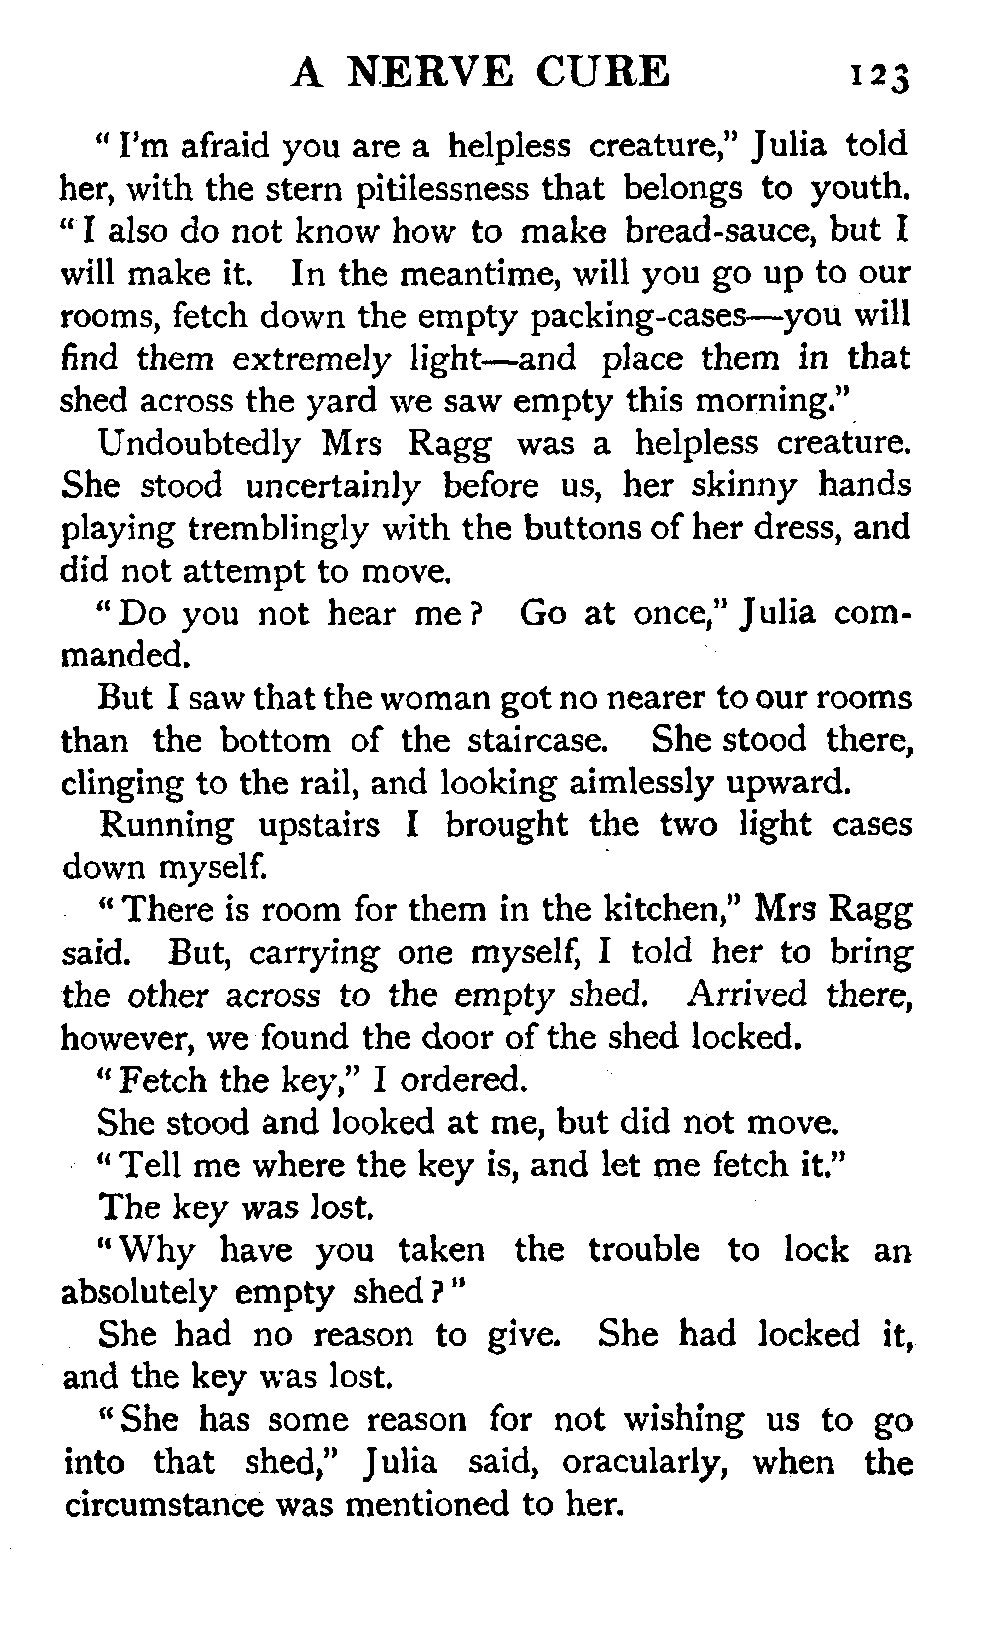 A NERVE CURE 123
“ I’m afraid you are a helpless creature,” Julia told
her, with the stern pitilessness that belongs to youth.
“ I also do not know how to make bread-sauce, but I
will make it. In the meantime, will you go up to our
rooms, fetch down the empty packing-cases—you will
find them extremely light—and place them in that
shed across the yard we saw empty this morning.”
Undoubtedly Mrs Ragg was a helpless creature.
She stood uncertainly before us, her skinny hands
playing tremblingly with the buttons of her dress, and
did not attempt to move.
“ Do you not hear me ? Go at once,” Julia com-
manded.
But I saw that the woman got no nearer to our rooms
than the bottom of the staircase. She stood there,
clinging to the rail, and looking aimlessly upward.
Running upstairs I brought the two light cases
down myself.
“ There is room for them in the kitchen,” Mrs Ragg
said. But, carrying one myself, I told her to bring
the other across to the empty shed. Arrived there,
however, we found the door of the shed locked.
“ Fetch the key,” I ordered.
She stood and looked at me, but did not move.
“ Tell me where the key is, and let me fetch it.”
The key was lost.
“ Why have you taken the trouble to lock an
absolutely empty shed ? ”
She had no reason to give. She had locked it,
and the key was lost.
“ She has some reason for not wishing us to go
into that shed,” Julia said, oracularly, when the
circumstance was mentioned to her.